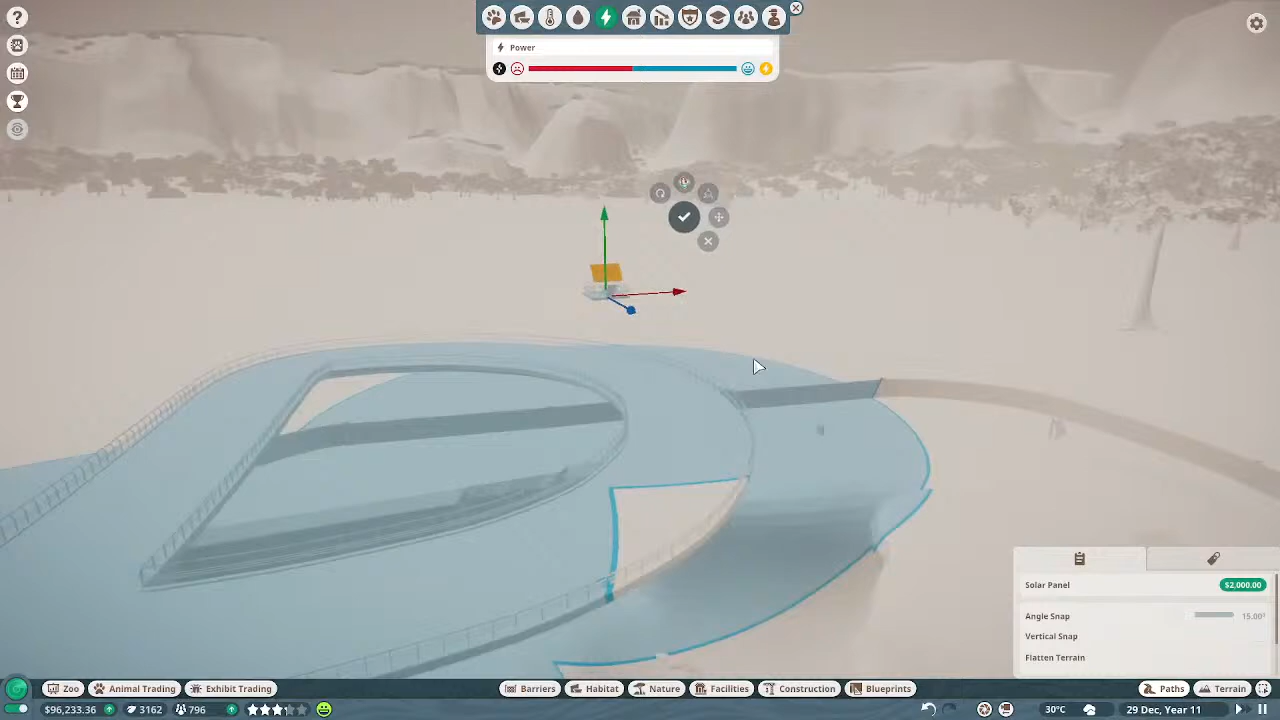 Power
Solar Panel $2,000.00
Angle Snap 15.00°
Vertical Snap
Flatten Terrain
Zoo Animal Trading Exhibit Trading Barriers Habitat Nature Facilities Construction Blueprints Paths Terrain
$96,233.36 3162 796 30°C 29 Dec, Year 11